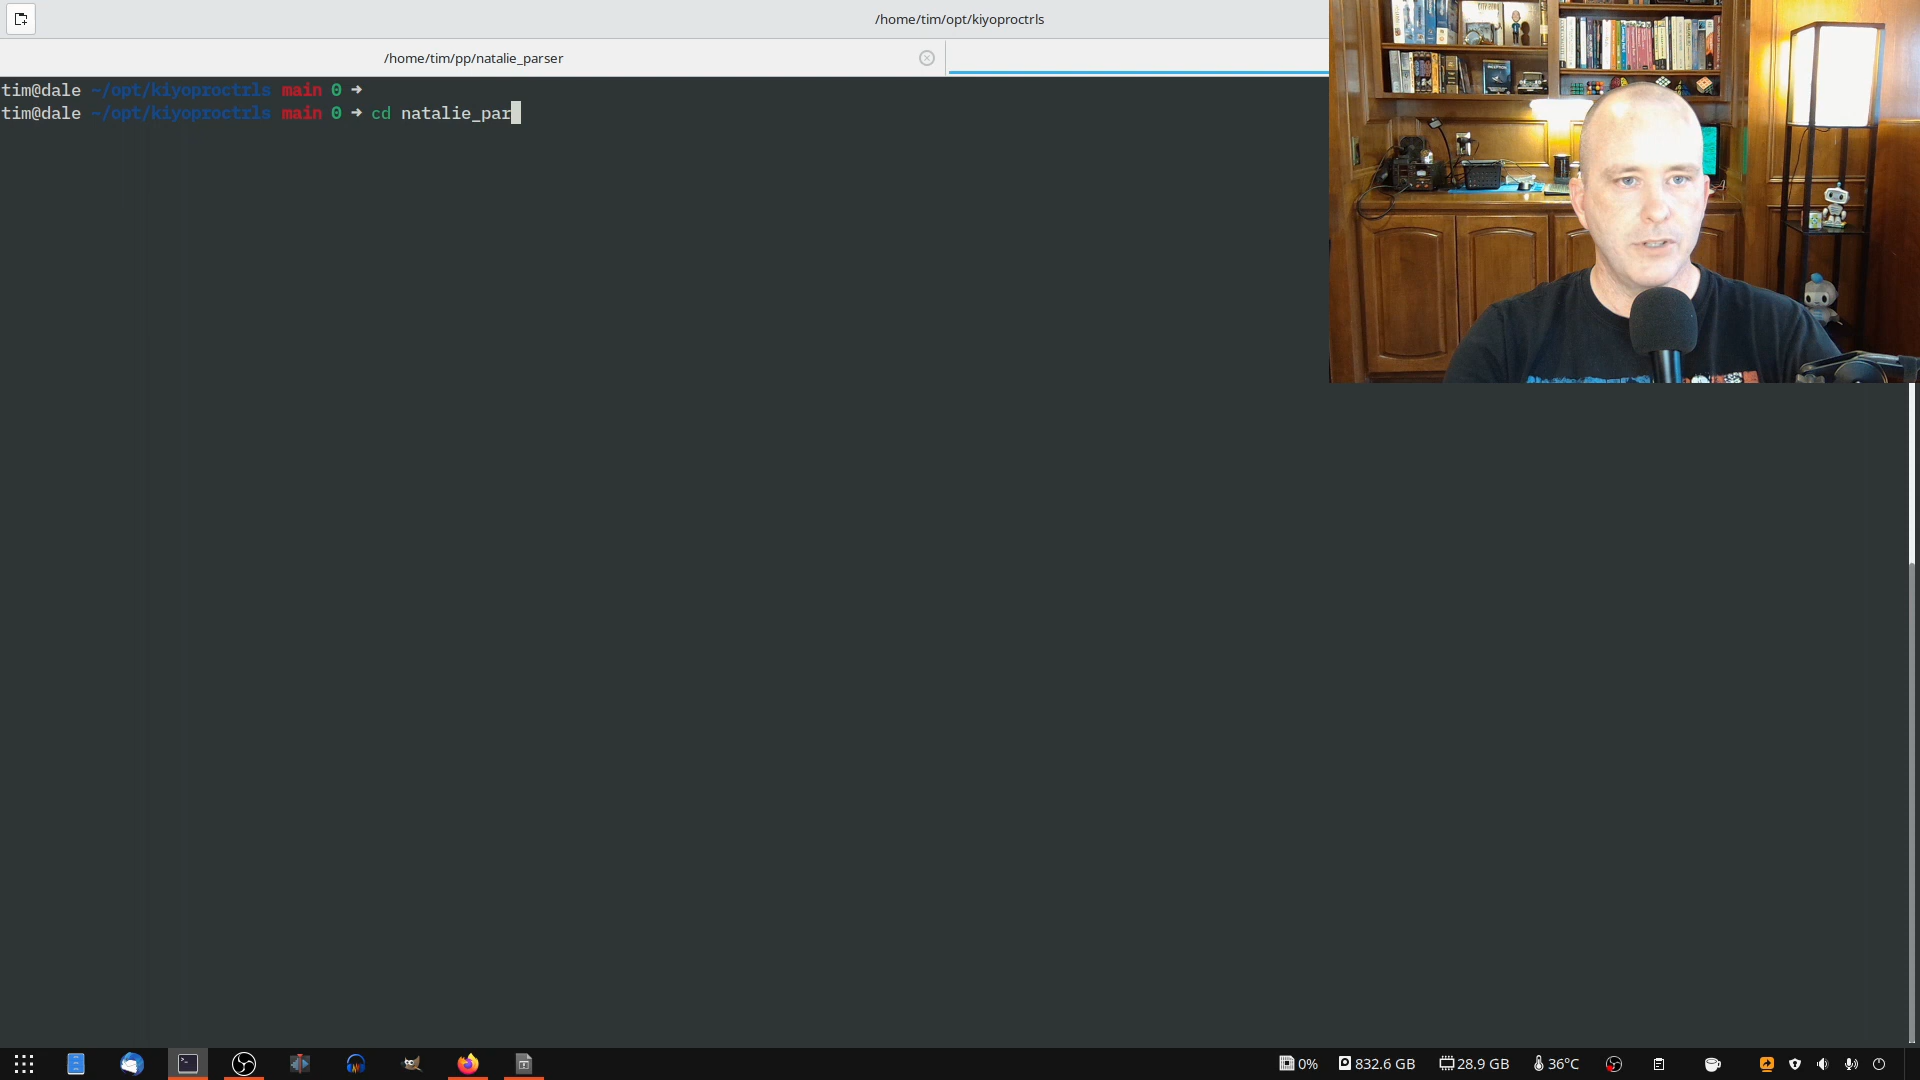 /home/tim/opt/kiyoproctrls
/home/tim/pp/natalie_parser
tim@dale ~/opt/kiyoproctrls main 0 ➜
tim@dale ~/opt/kiyoproctrls main 0 ➜ cd natalie_par
0% 832.6 GB 28.9 GB 36°C